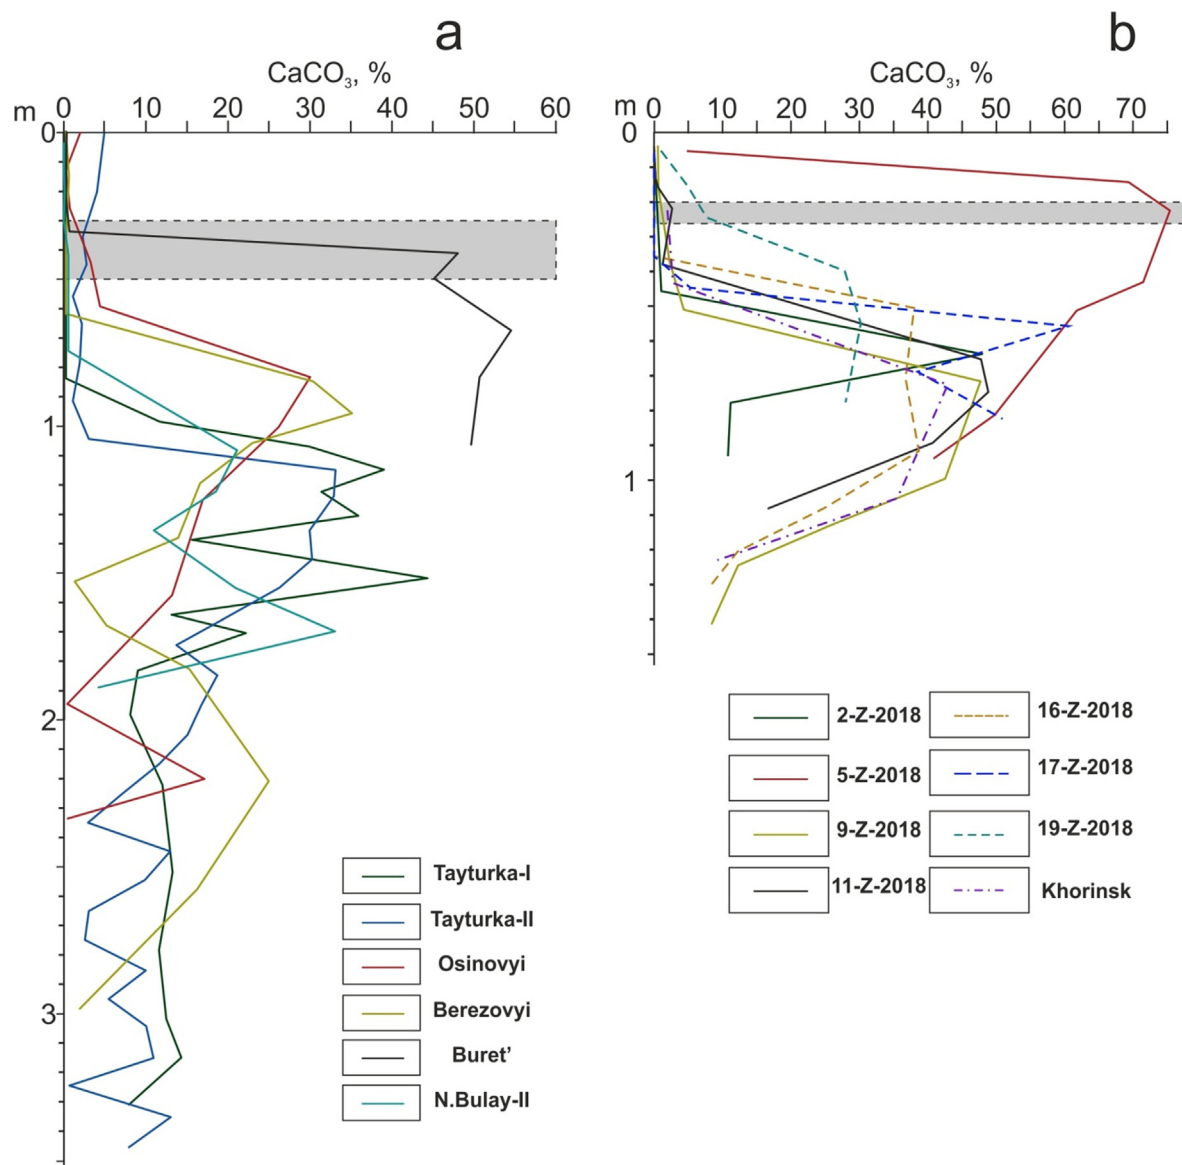 a
CaCO3, %
m 0 10 20 30 40 50 60
0
1
2
3
Tayturka-I
Tayturka-II
Osinovyi
Berezovyi
Buret’
N.Bulay-II
b
CaCO3, %
m 0 10 20 30 40 50 60 70
0
1
2-Z-2018
5-Z-2018
9-Z-2018
11-Z-2018
16-Z-2018
17-Z-2018
19-Z-2018
Khorinsk